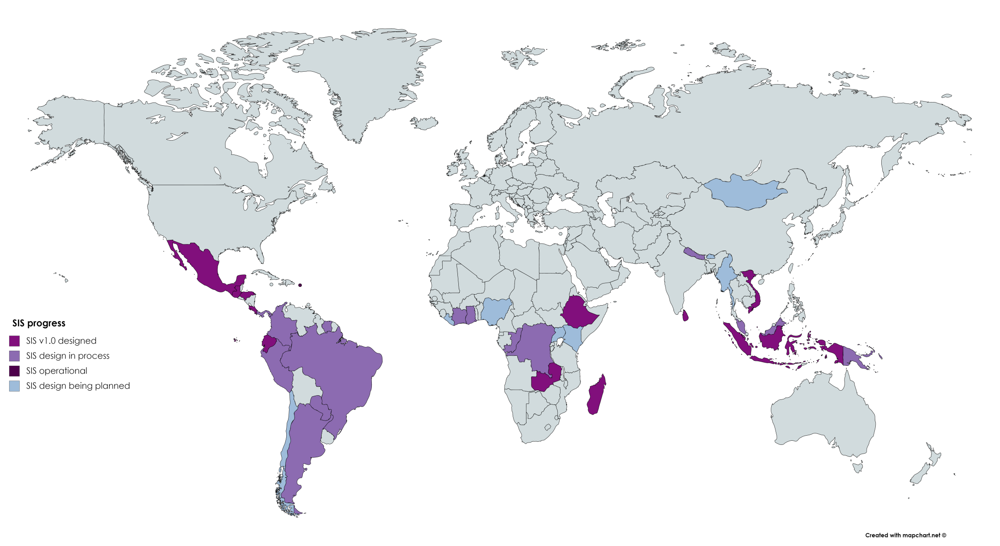 SIS progress
SIS v1.0 designed
SIS design in process
SIS operational
SIS design being planned
Created with mapchart.net ©